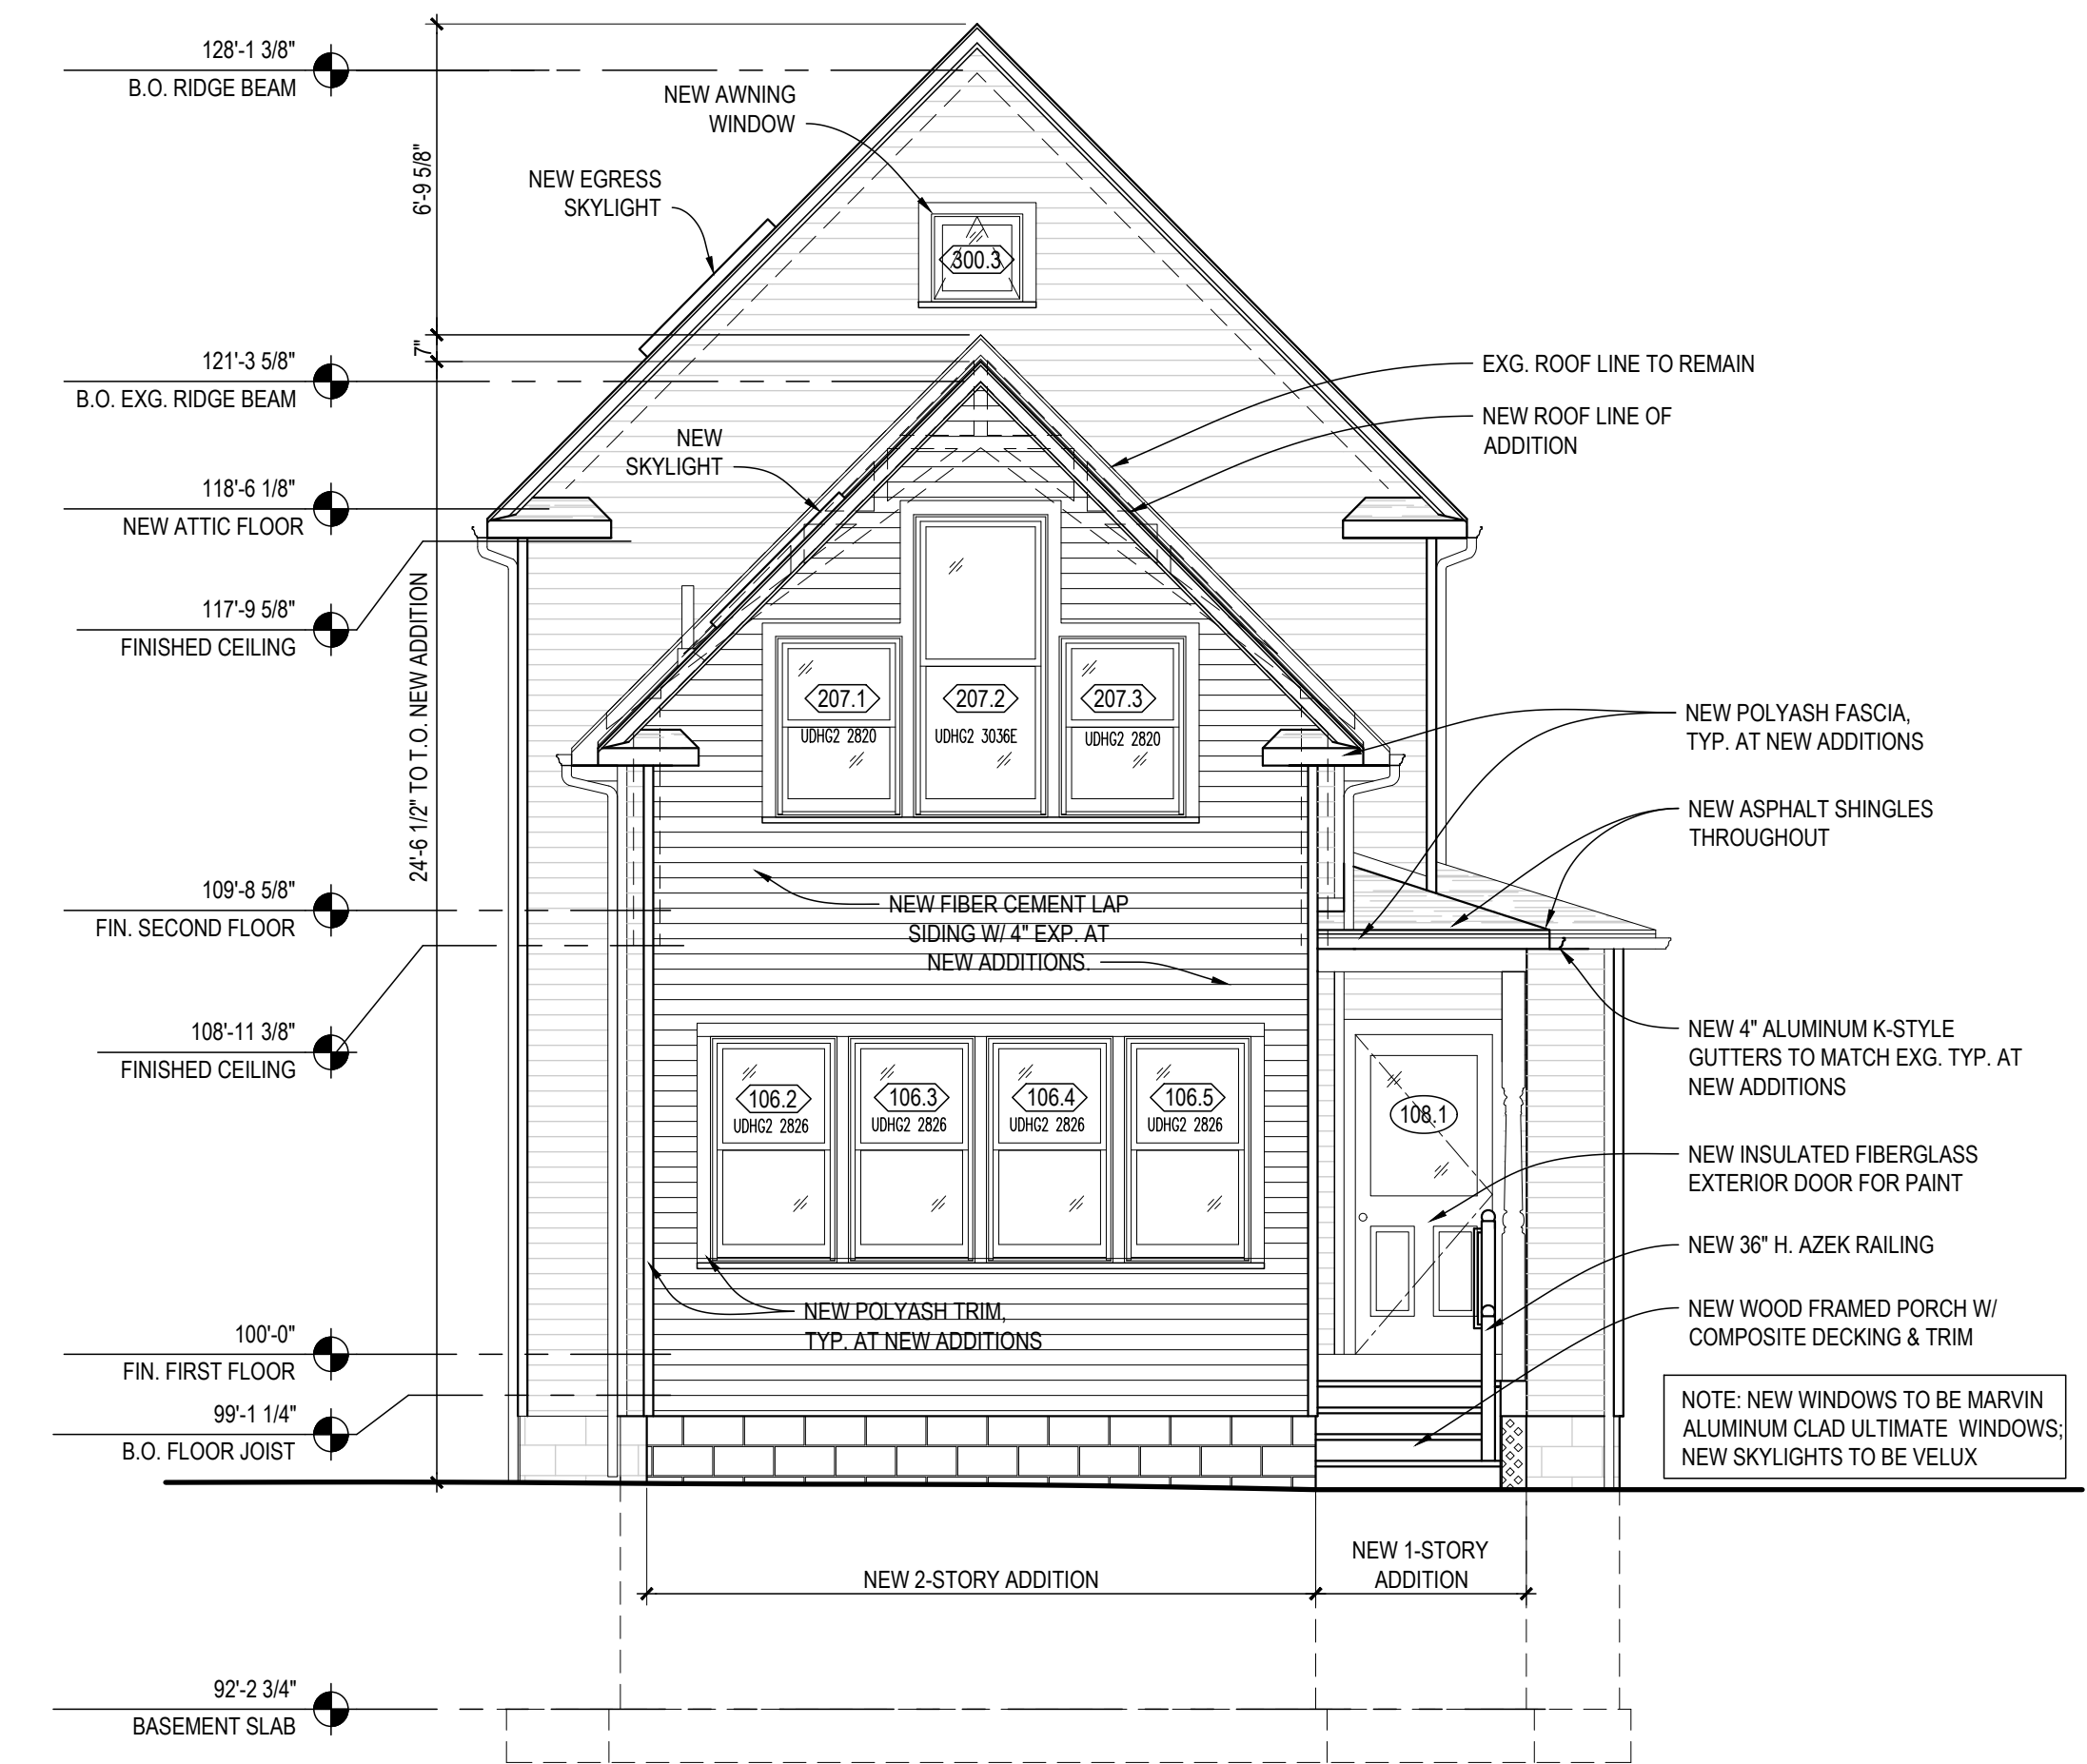 128'-1 3/8"
B.O. RIDGE BEAM
6'-9 5/8"
NEW AWNING
WINDOW
NEW EGRESS
SKYLIGHT
300.3
7"
121'-3 5/8"
B.O. EXG. RIDGE BEAM
EXG. ROOF LINE TO REMAIN
NEW ROOF LINE OF
ADDITION
NEW
SKYLIGHT
118'-6 1/8"
NEW ATTIC FLOOR
117'-9 5/8"
FINISHED CEILING
24'-6 1/2" TO T.O. NEW ADDITION
207.1
UDHG2 2820
207.2
UDHG2 3036E
207.3
UDHG2 2820
NEW POLYASH FASCIA,
TYP. AT NEW ADDITIONS
NEW ASPHALT SHINGLES
THROUGHOUT
109'-8 5/8"
FIN. SECOND FLOOR
NEW FIBER CEMENT LAP
SIDING W/ 4" EXP. AT
NEW ADDITIONS.
108'-11 3/8"
FINISHED CEILING
NEW 4" ALUMINUM K-STYLE
GUTTERS TO MATCH EXG. TYP. AT
NEW ADDITIONS
106.2
UDHG2 2826
106.3
UDHG2 2826
106.4
UDHG2 2826
106.5
UDHG2 2826
108.1
NEW INSULATED FIBERGLASS
EXTERIOR DOOR FOR PAINT
NEW 36" H. AZEK RAILING
NEW POLYASH TRIM,
TYP. AT NEW ADDITIONS
NEW WOOD FRAMED PORCH W/
COMPOSITE DECKING & TRIM
100'-0"
FIN. FIRST FLOOR
99'-1 1/4"
B.O. FLOOR JOIST
NOTE: NEW WINDOWS TO BE MARVIN
ALUMINUM CLAD ULTIMATE WINDOWS;
NEW SKYLIGHTS TO BE VELUX
NEW 2-STORY ADDITION
NEW 1-STORY
ADDITION
92'-2 3/4"
BASEMENT SLAB